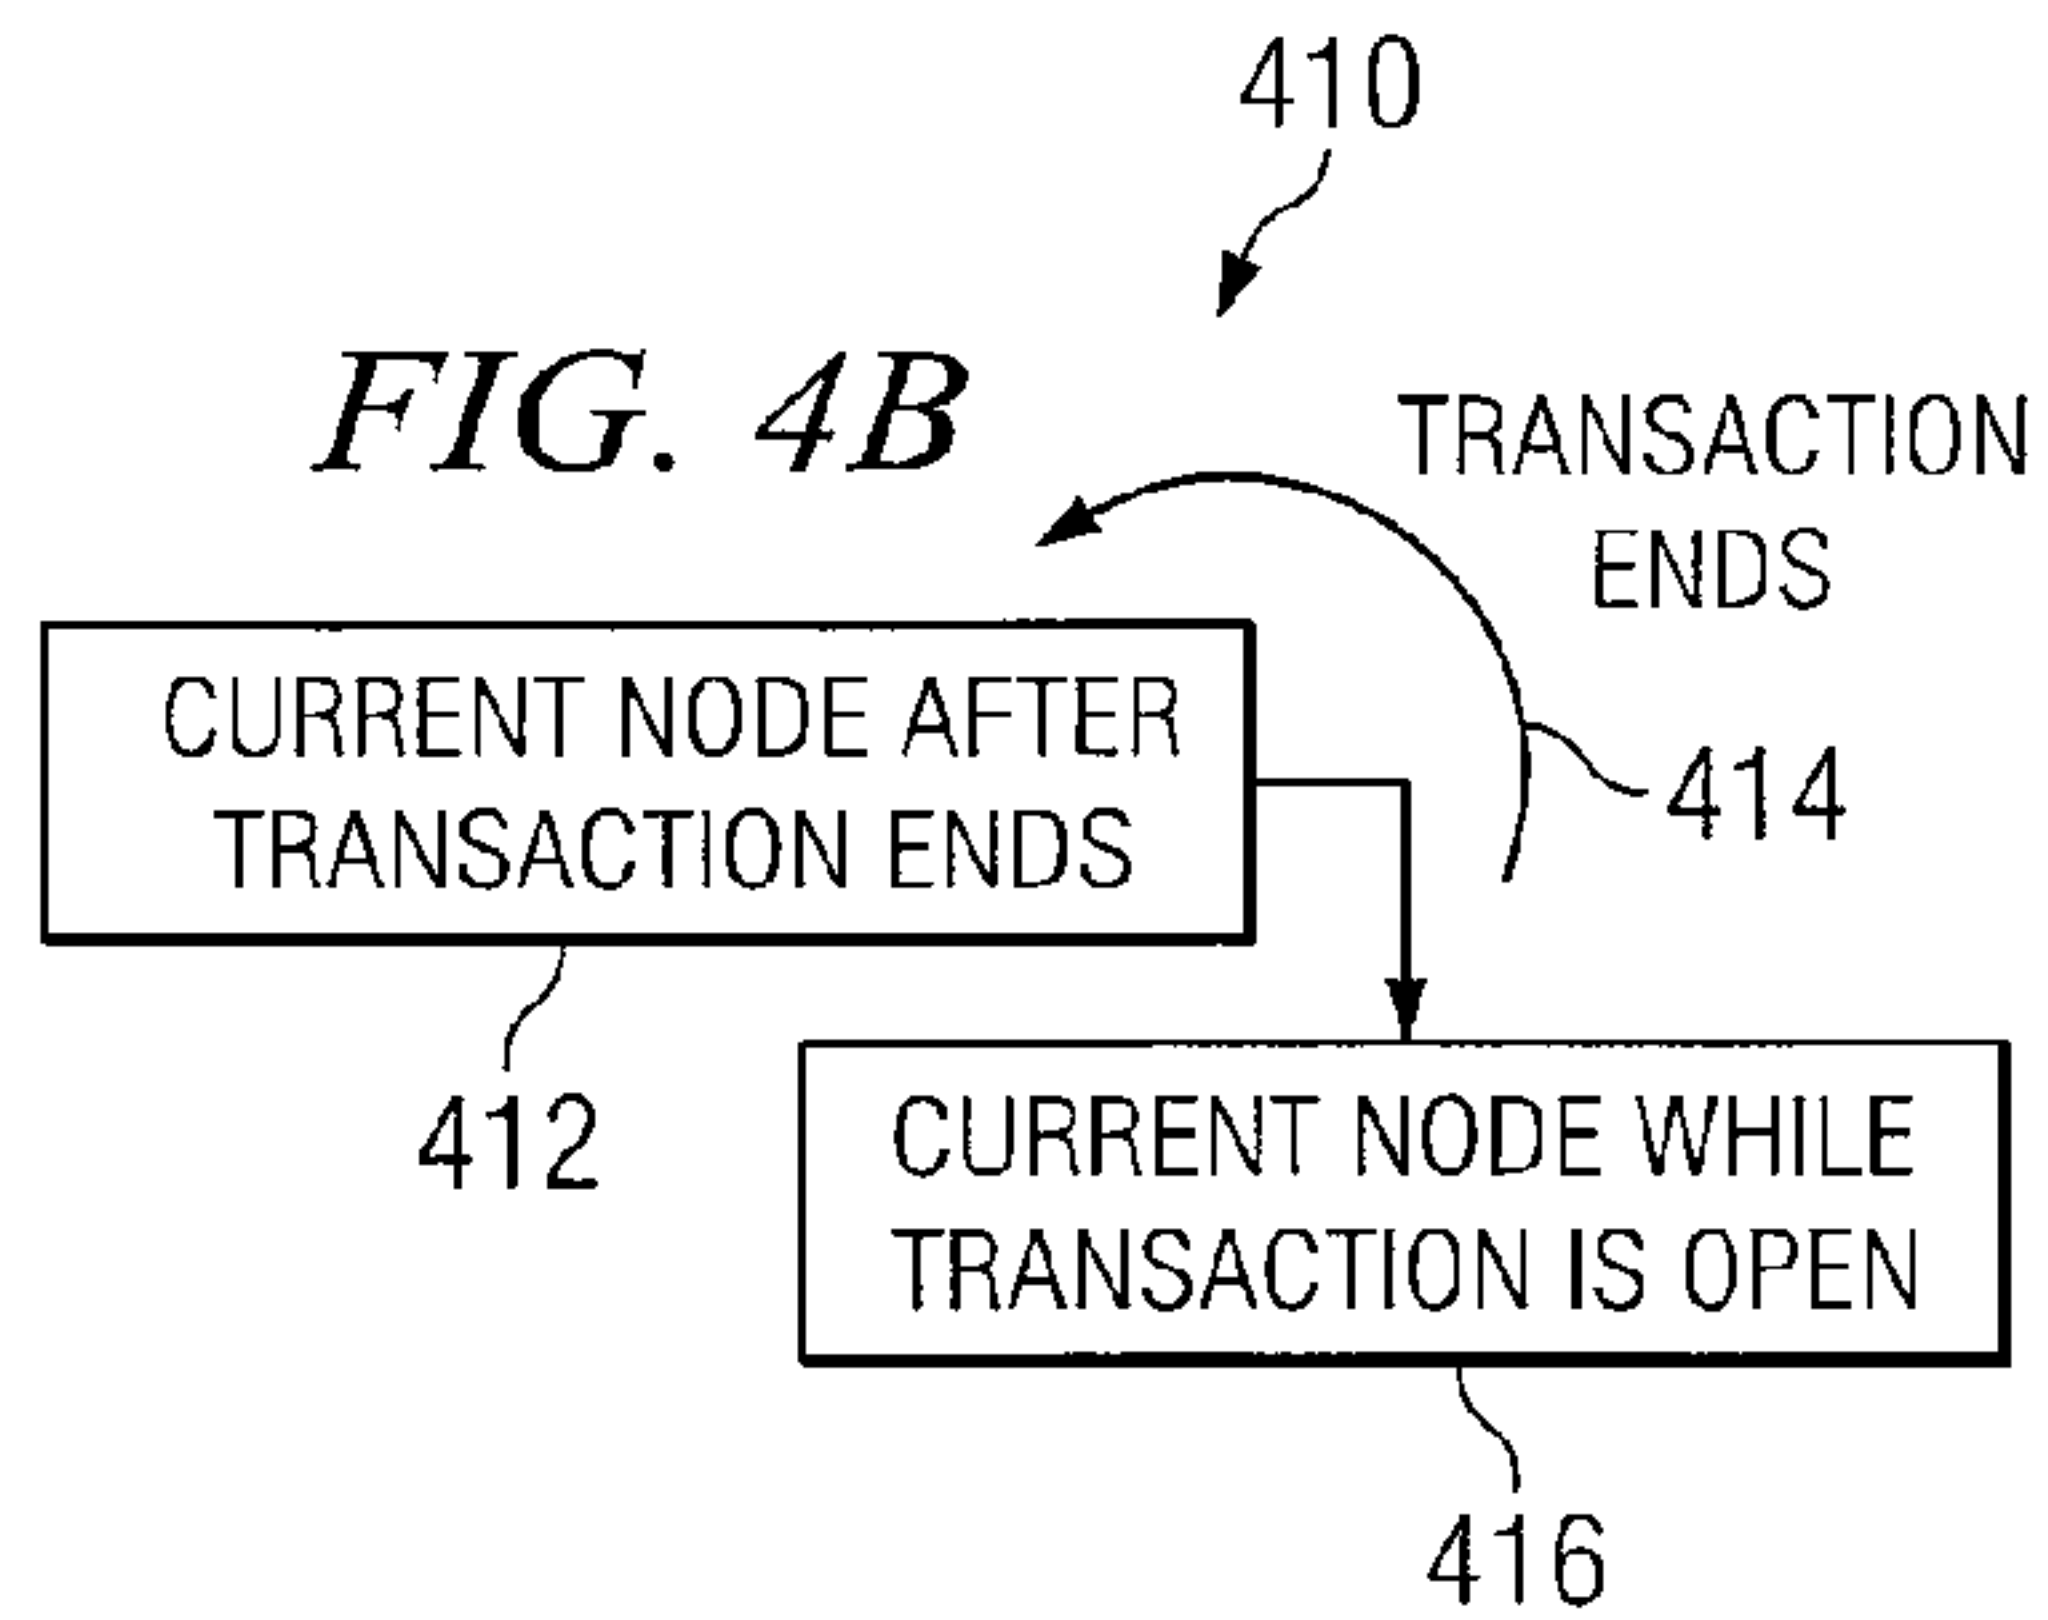 410
FIG. 4B
TRANSACTION
ENDS
CURRENT NODE AFTER
TRANSACTION ENDS
414
412
CURRENT NODE WHILE
TRANSACTION IS OPEN
416